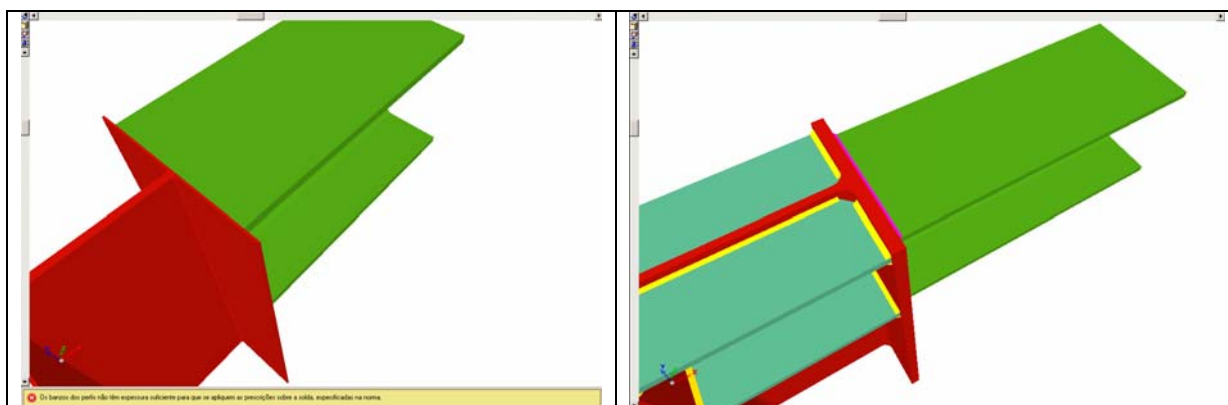 Os banzos dos perfis não têm espessura suficiente para que se apliquem as prescrições sobre a solda, especificadas na norma.